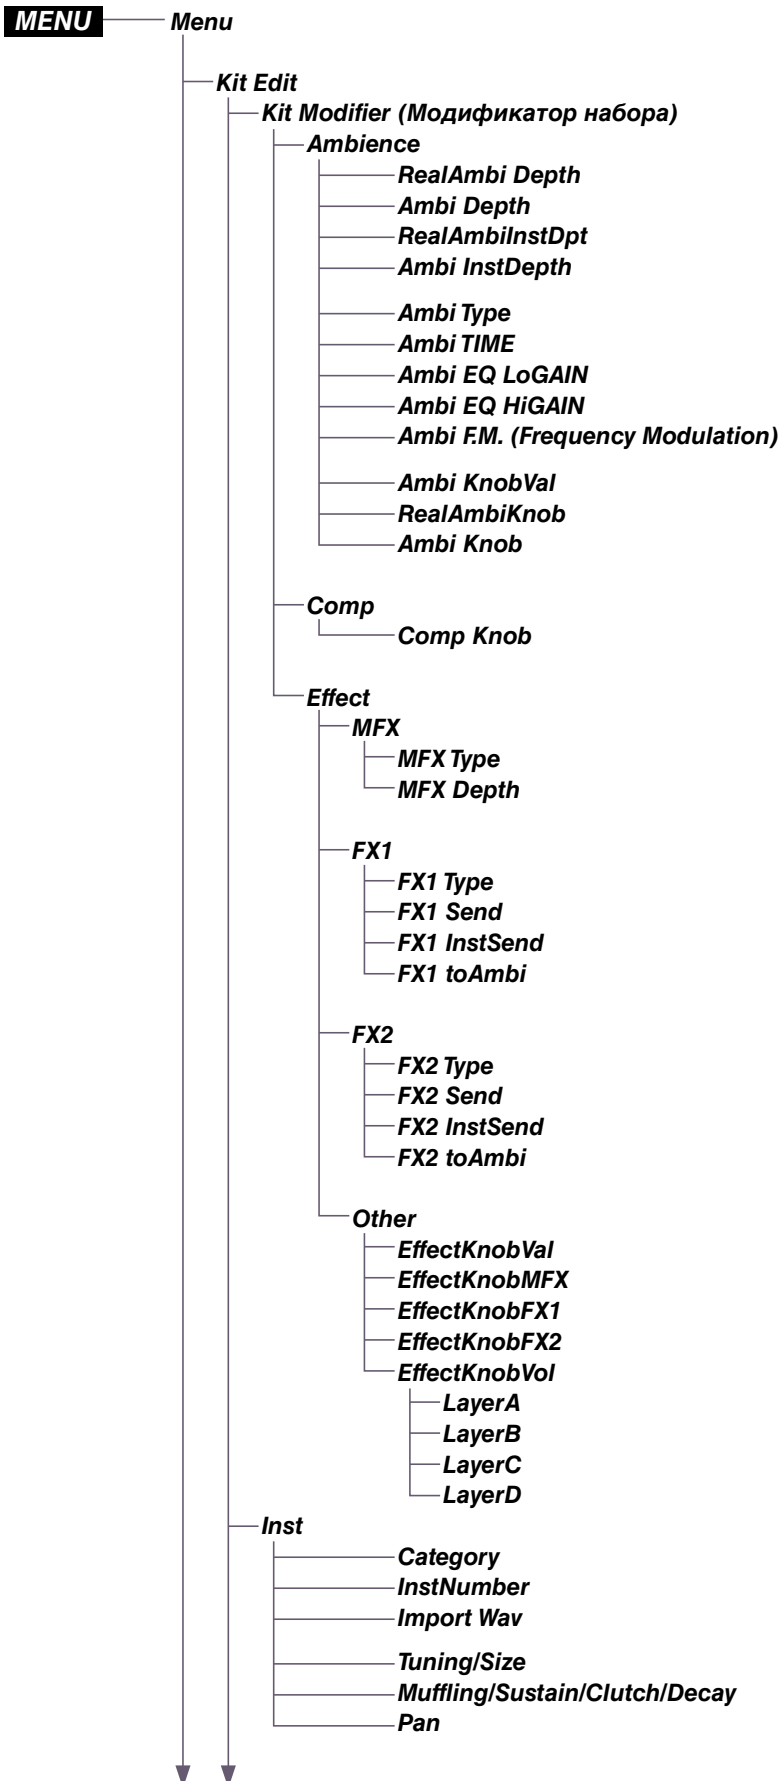 MENU Menu
Kit Edit
Kit Modifier (Модификатор набора)
Ambience
RealAmbi Depth
Ambi Depth
RealAmbiInstDpt
Ambi InstDepth
Ambi Type
Ambi TIME
Ambi EQ LoGAIN
Ambi EQ HiGAIN
Ambi F.M. (Frequency Modulation)
Ambi KnobVal
RealAmbiKnob
Ambi Knob
Comp
Comp Knob
Effect
MFX
MFX Type
MFX Depth
FX1
FX1 Type
FX1 Send
FX1 InstSend
FX1 toAmbi
FX2
FX2 Type
FX2 Send
FX2 InstSend
FX2 toAmbi
Other
EffectKnobVal
EffectKnobMFX
EffectKnobFX1
EffectKnobFX2
EffectKnobVol
LayerA
LayerB
LayerC
LayerD
Inst
Category
InstNumber
Import Wav
Tuning/Size
Muffling/Sustain/Clutch/Decay
Pan